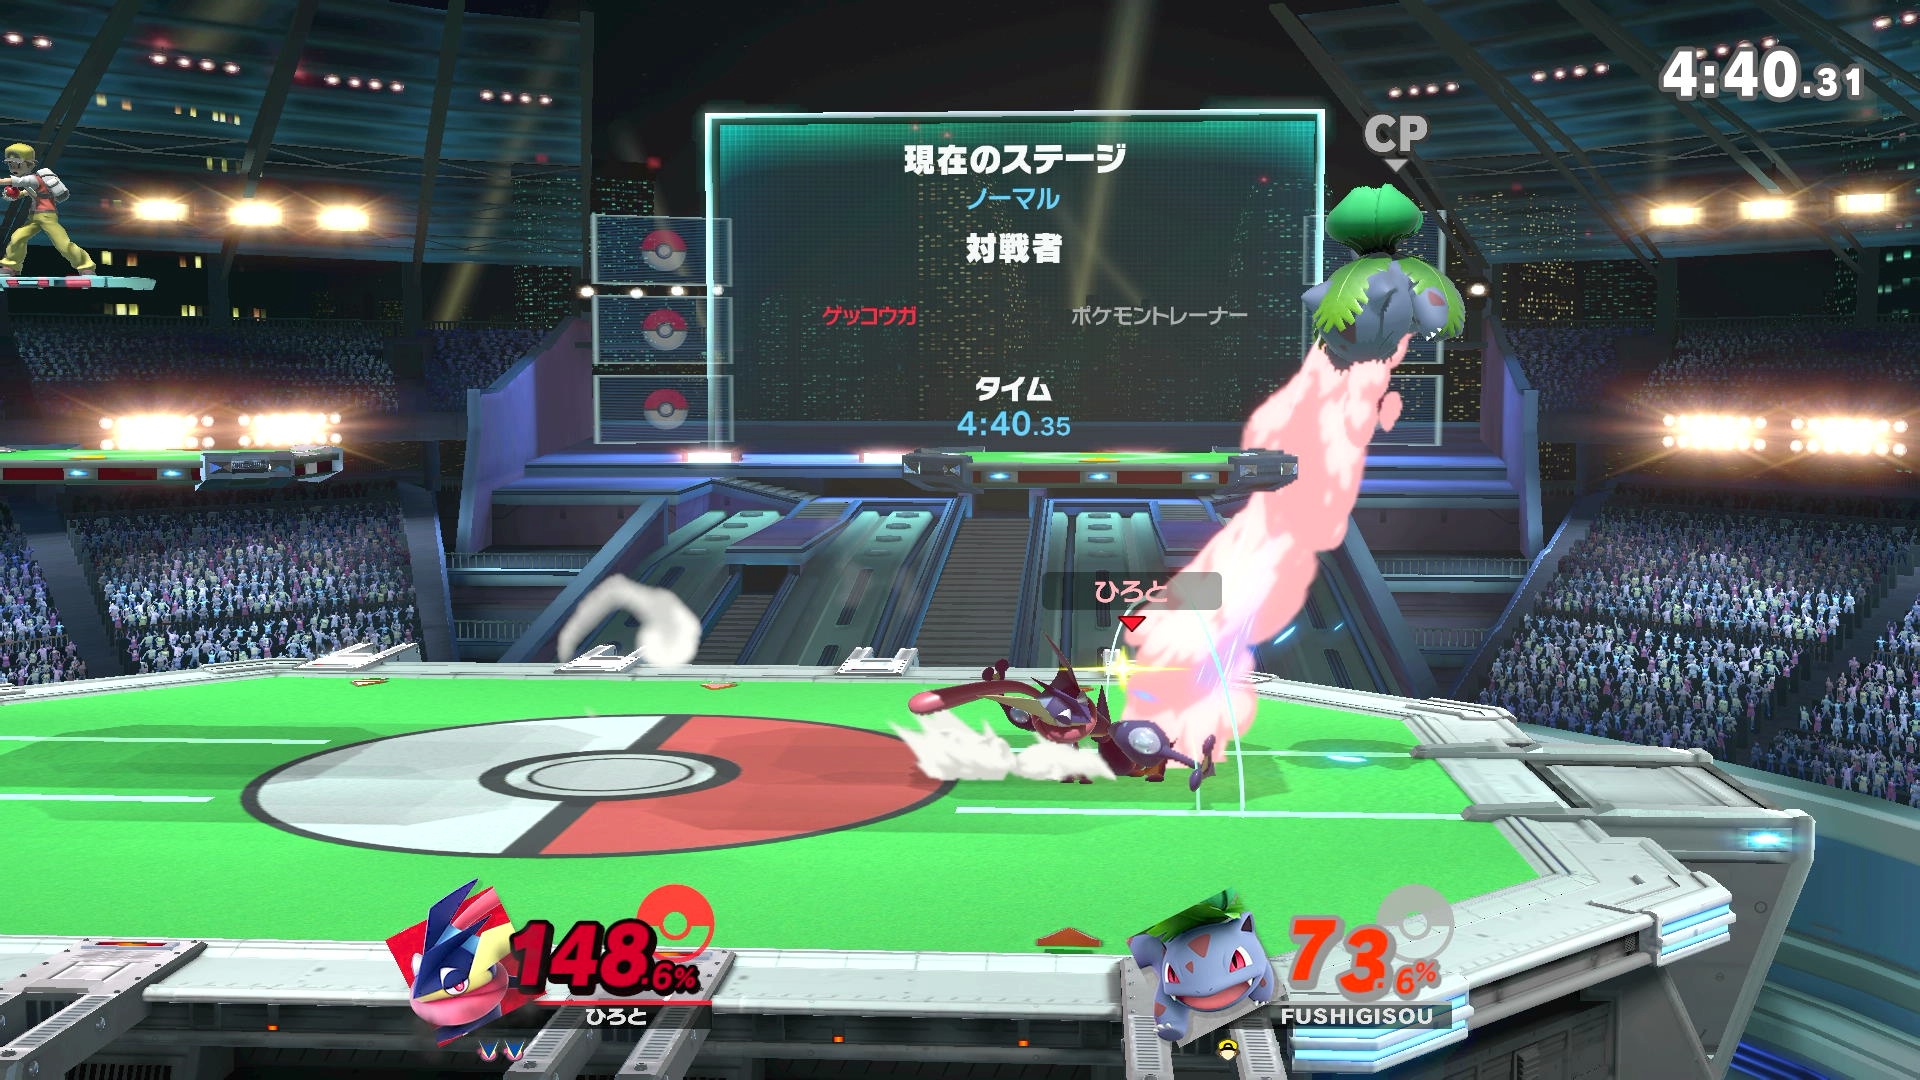 4:40.31
CP
現在のステージ
ノーマル
対戦者
ゲッコウガ
ポケモントレーナー
タイム
4:40.35
ひろと
148.6%
ひろと
73.6%
FUSHIGISOU